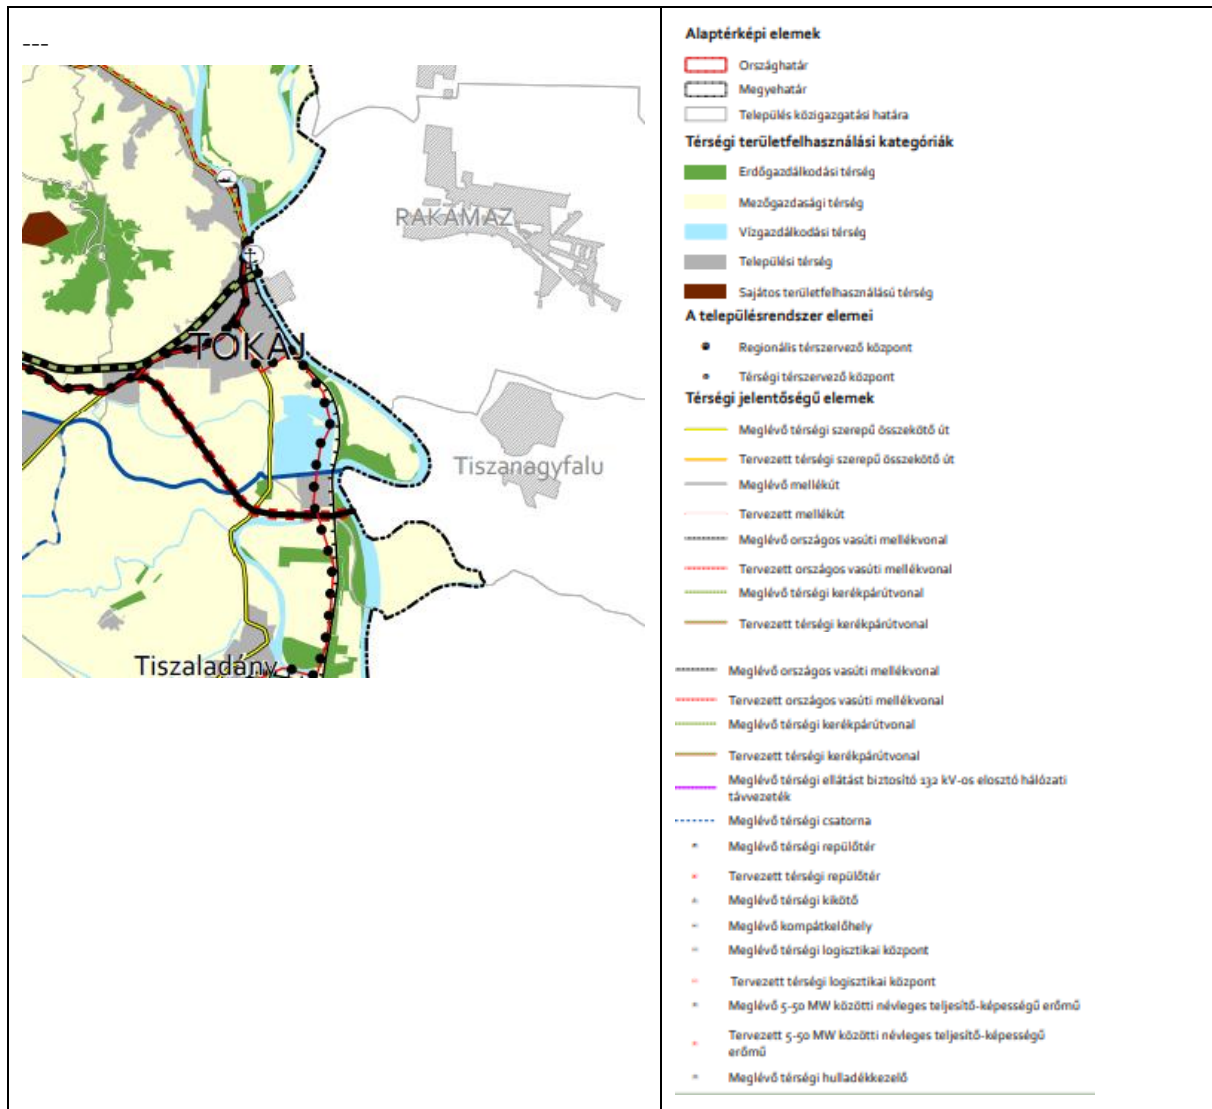 ---
RAKAMAZ
TOKAJ
Tiszanagyfalu
Tiszaladány
Alaptérképi elemek
Országhatár
Megyehatár
Település közigazgatási határa
Térségi területfelhasználási kategóriák
Erdőgazdálkodási térség
Mezőgazdasági térség
Vízgazdálkodási térség
Települési térség
Sajátos területfelhasználású térség
A településrendszer elemei
Regionális térszervező központ
Térségi térszervező központ
Térségi jelentőségű elemek
Meglévő térségi szerepű összekötő út
Tervezett térségi szerepű összekötő út
Meglévő mellékút
Tervezett mellékút
Meglévő országos vasúti mellékvonal
Tervezett országos vasúti mellékvonal
Meglévő térségi kerékpárútvonal
Tervezett térségi kerékpárútvonal
Meglévő országos vasúti mellékvonal
Tervezett országos vasúti mellékvonal
Meglévő térségi kerékpárútvonal
Tervezett térségi kerékpárútvonal
Meglévő térségi ellátást biztosító 132 kV-os elosztó hálózati
távvezeték
Meglévő térségi csatorna
Meglévő térségi repülőtér
Tervezett térségi repülőtér
Meglévő térségi kikötő
Meglévő kompátkelőhely
Meglévő térségi logisztikai központ
Tervezett térségi logisztikai központ
Meglévő 5-50 MW közötti névleges teljesítő-képességű erőmű
Tervezett 5-50 MW közötti névleges teljesítő-képességű
erőmű
Meglévő térségi hulladékkezelő